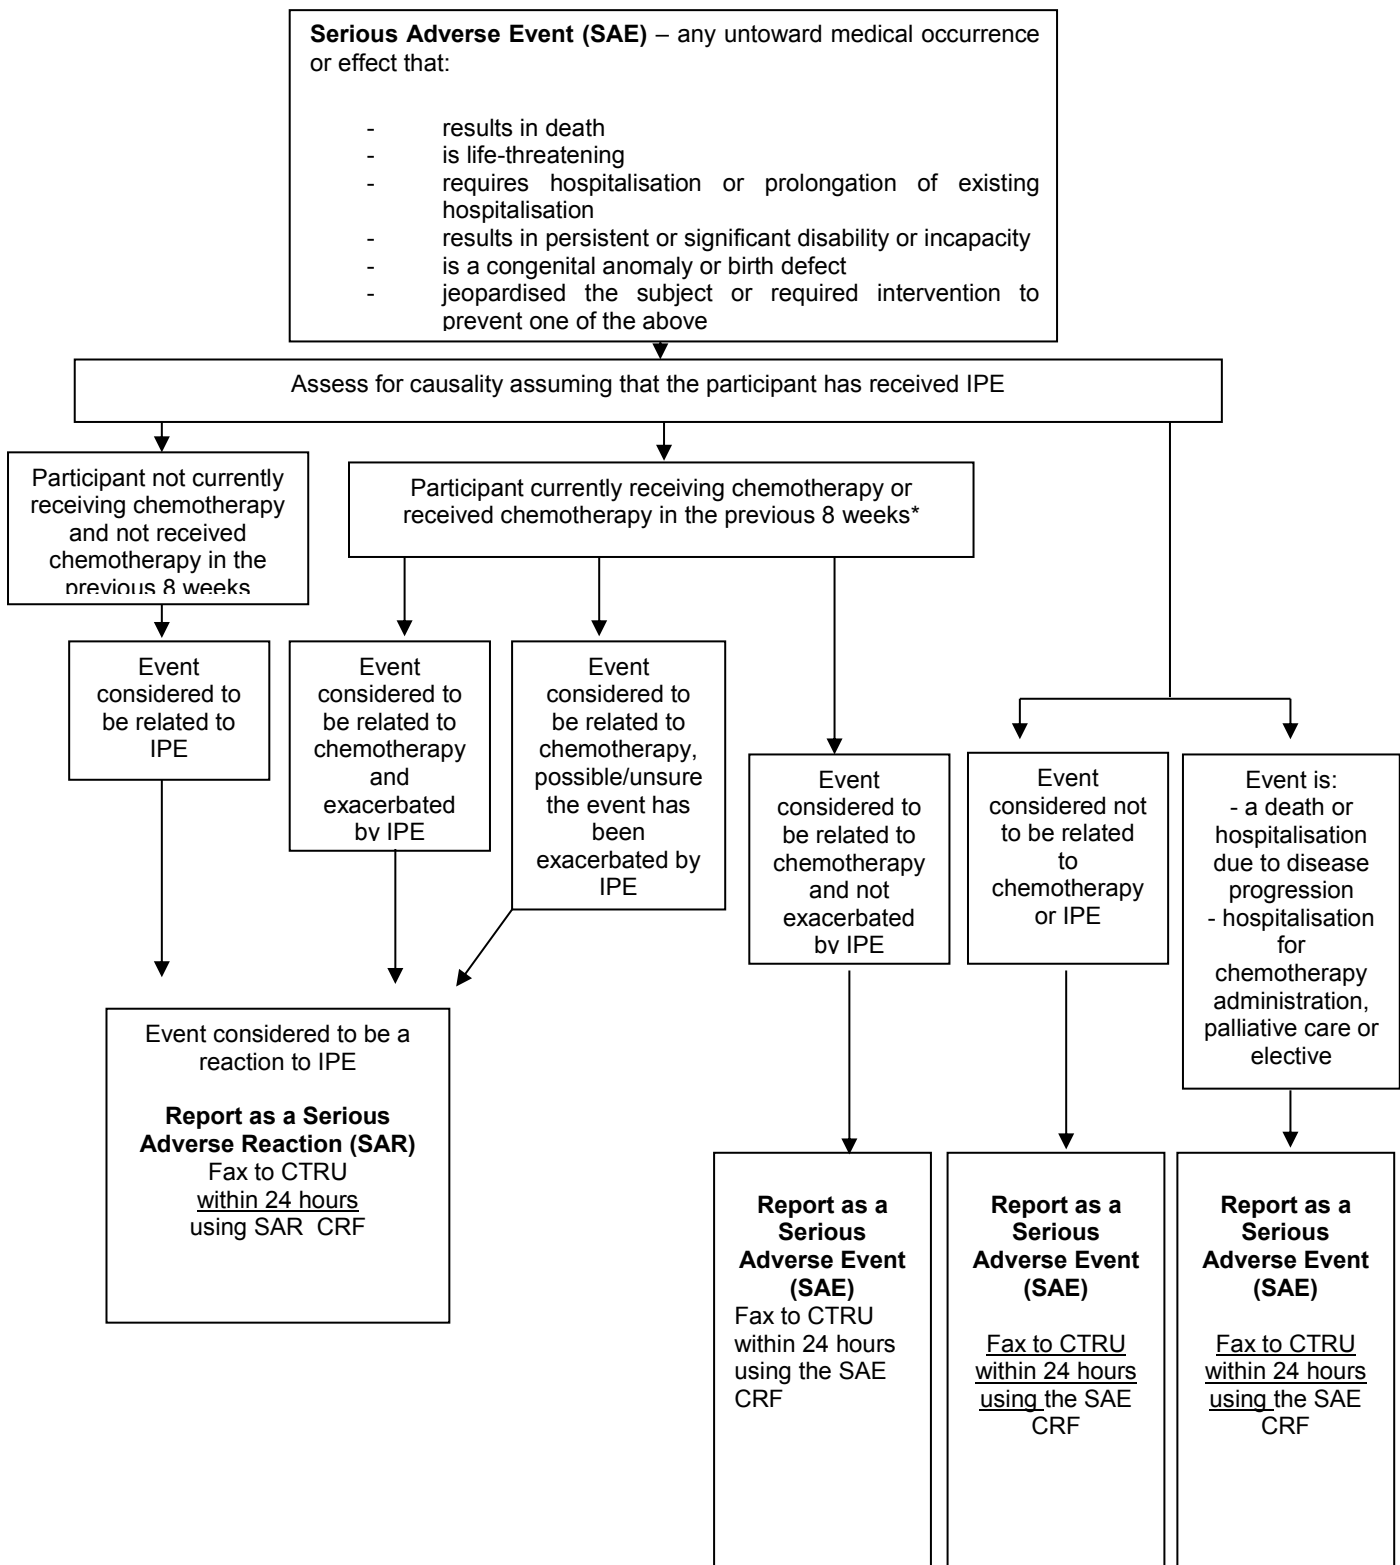 Serious Adverse Event (SAE) – any untoward medical occurrence
or effect that:
- results in death
- is life-threatening
- requires hospitalisation or prolongation of existing
hospitalisation
- results in persistent or significant disability or incapacity
- is a congenital anomaly or birth defect
- jeopardised the subject or required intervention to
prevent one of the above
Assess for causality assuming that the participant has received IPE
Participant not currently
receiving chemotherapy
and not received
chemotherapy in the
previous 8 weeks
Participant currently receiving chemotherapy or
received chemotherapy in the previous 8 weeks*
Event
considered to
be related to
IPE
Event
considered to
be related to
chemotherapy
and
exacerbated
by IPE
Event
considered to
be related to
chemotherapy,
possible/unsure
the event has
been
exacerbated by
IPE
Event
considered to
be related to
chemotherapy
and not
exacerbated
by IPE
Event
considered not
to be related
to
chemotherapy
or IPE
Event is:
- a death or
hospitalisation
due to disease
progression
- hospitalisation
for
chemotherapy
administration,
palliative care or
elective
Event considered to be a
reaction to IPE
Report as a Serious
Adverse Reaction (SAR)
Fax to CTRU
within 24 hours
using SAR CRF
Report as a
Serious
Adverse Event
(SAE)
Fax to CTRU
within 24 hours
using the SAE
CRF
Report as a
Serious
Adverse Event
(SAE)
Fax to CTRU
within 24 hours
using the SAE
CRF
Report as a
Serious
Adverse Event
(SAE)
Fax to CTRU
within 24 hours
using the SAE
CRF